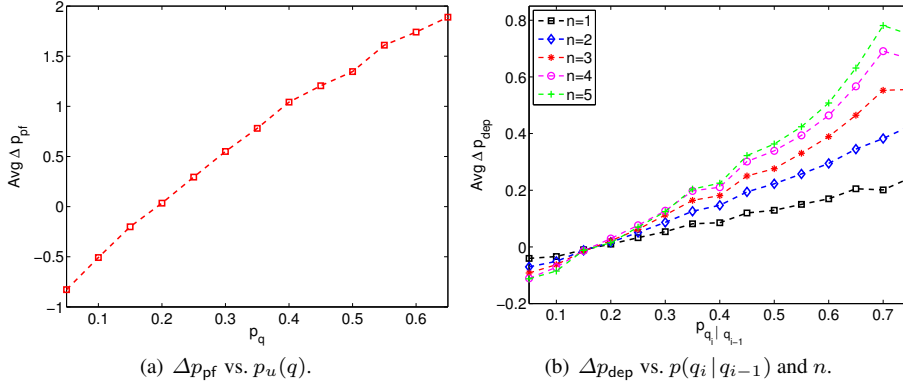 2
1.5
1
0.5
0
−0.5
−1
Avg Δ p_pf
0.1 0.2 0.3 0.4 0.5 0.6
p_q
(a) Δp_pf vs. p_u(q).
0.8
0.6
0.4
0.2
0
−0.2
Avg Δ p_dep
n=1
n=2
n=3
n=4
n=5
0.1 0.2 0.3 0.4 0.5 0.6 0.7
p_{q_i | q_{i−1}}
(b) Δp_dep vs. p(q_i | q_{i−1}) and n.